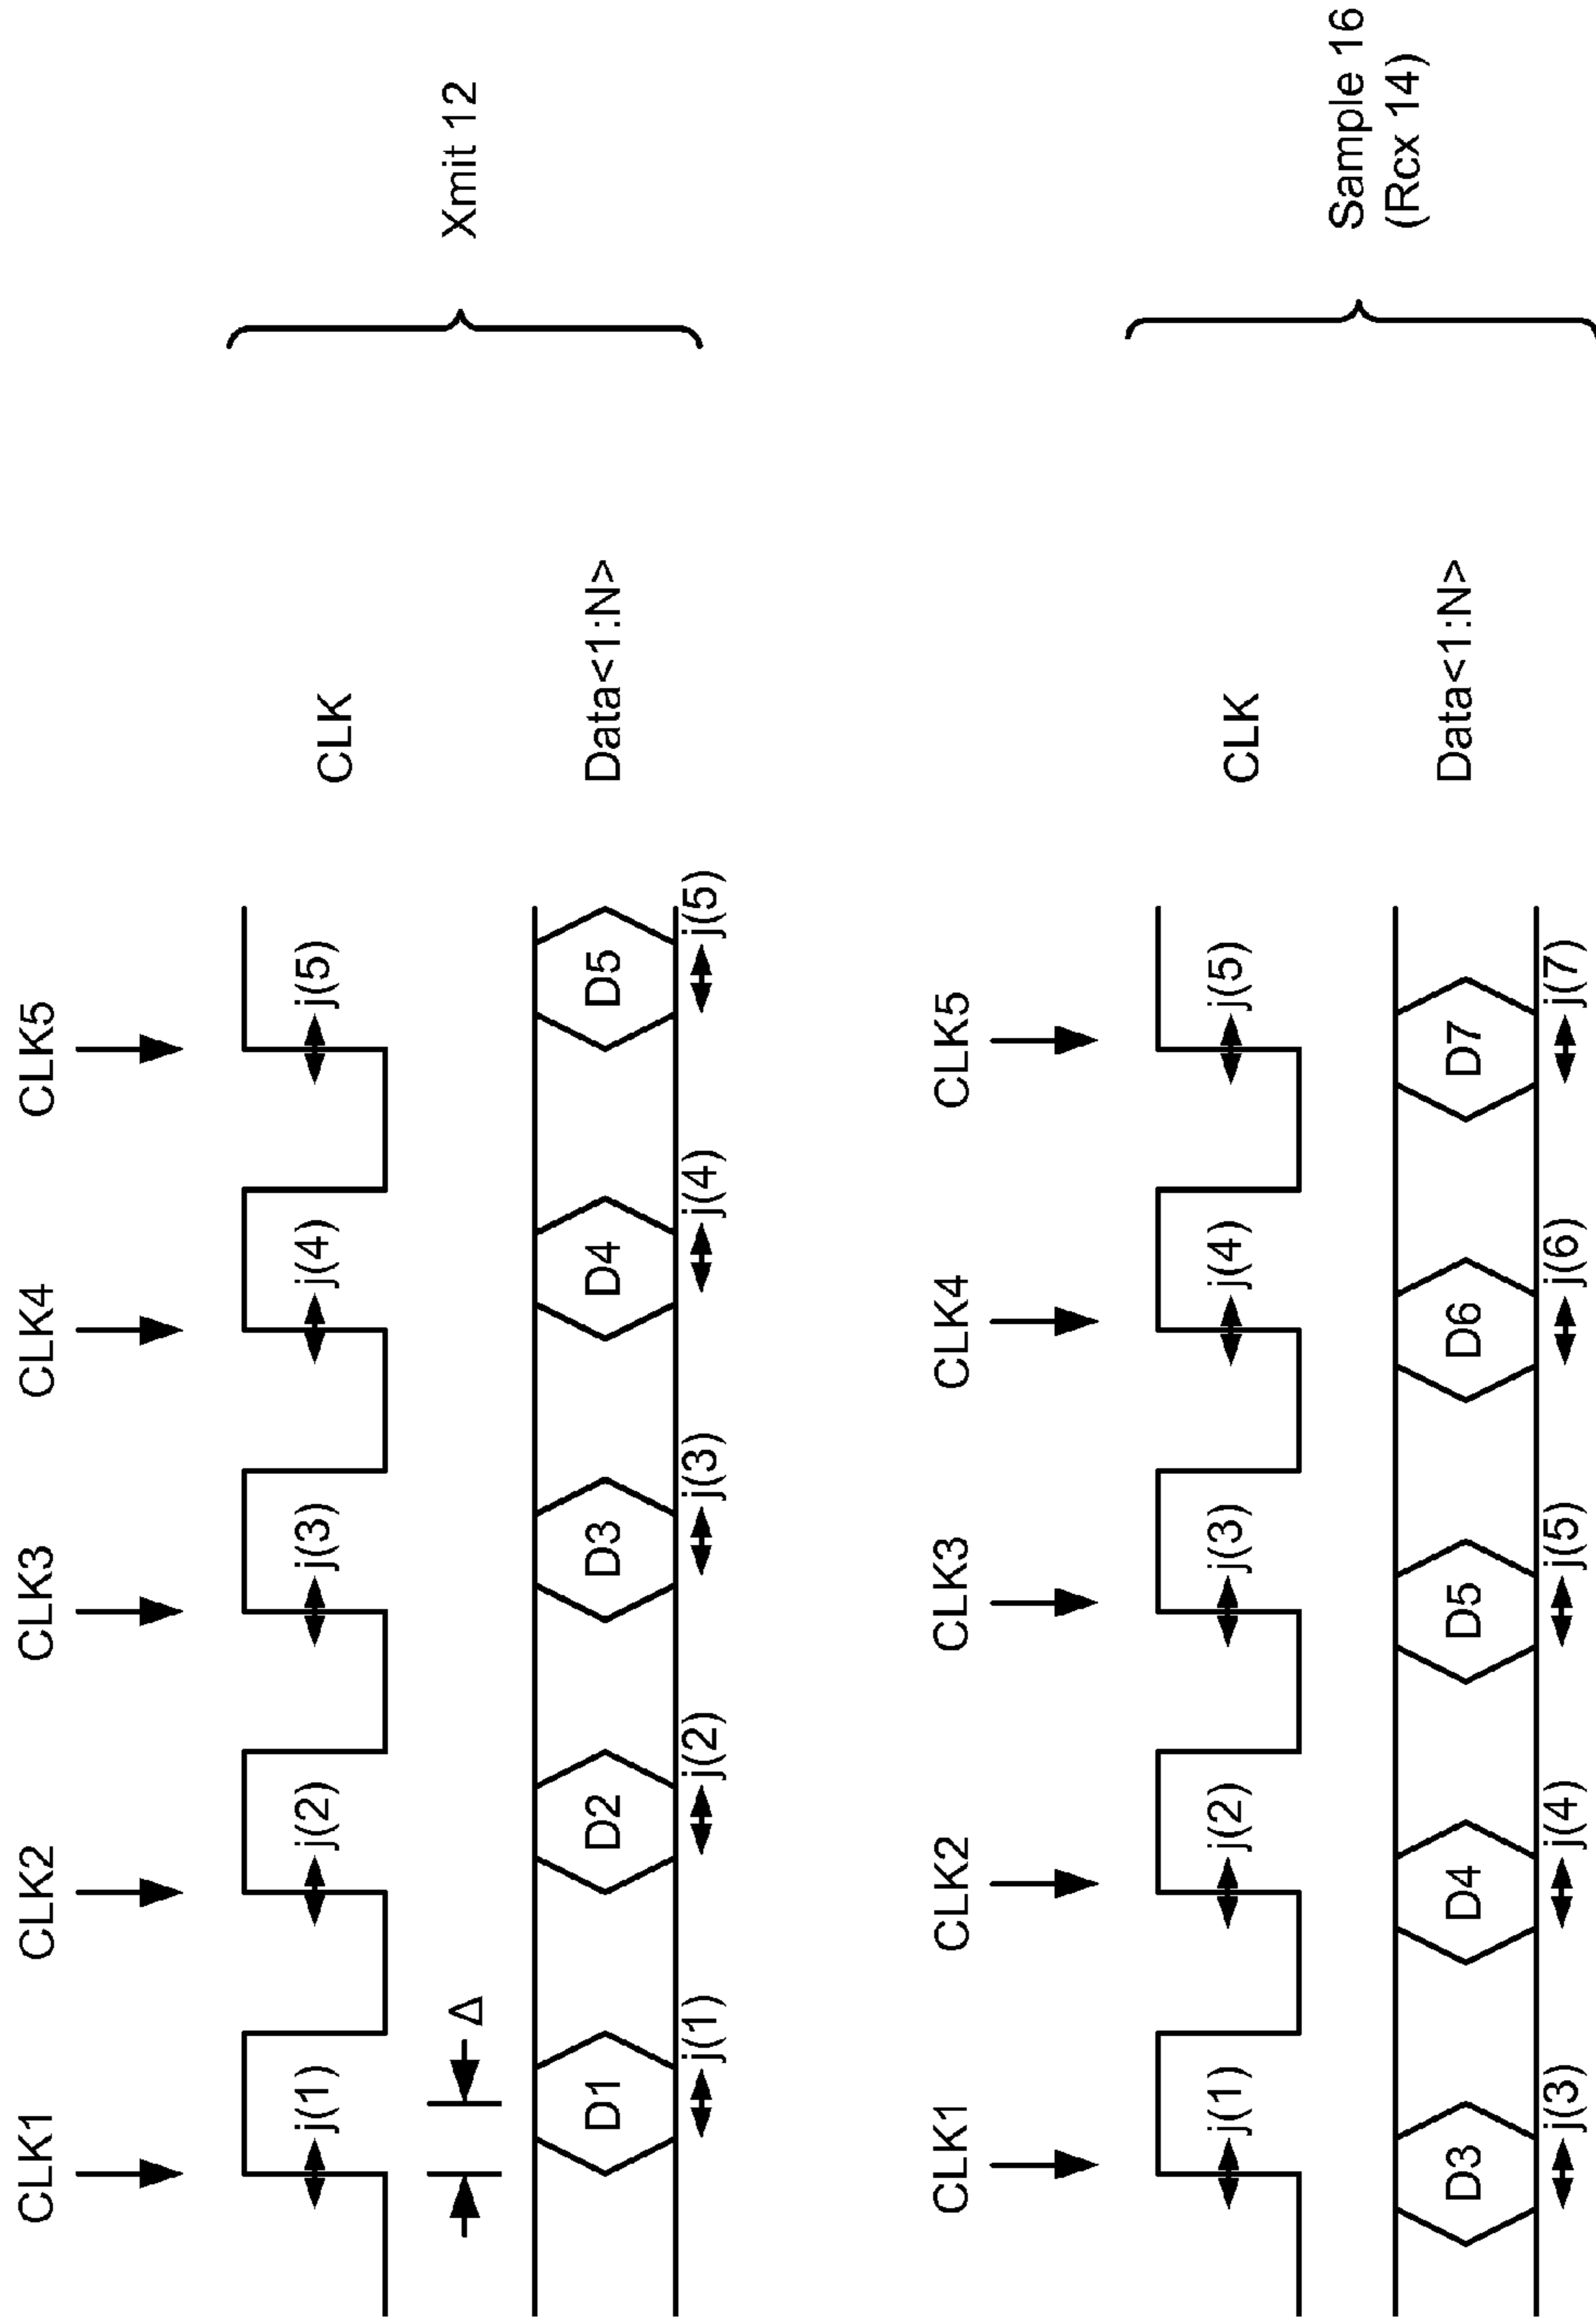 CLK1 CLK2 CLK3 CLK4 CLK5
j(1) j(2) j(3) j(4) j(5) CLK
Δ
Xmit 12
D1 D2 D3 D4 D5 Data<1:N>
j(1) j(2) j(3) j(4) j(5)
CLK1 CLK2 CLK3 CLK4 CLK5
j(1) j(2) j(3) j(4) j(5) CLK
Sample 16
(Rcx 14)
D3 D4 D5 D6 D7 Data<1:N>
j(3) j(4) j(5) j(6) j(7)